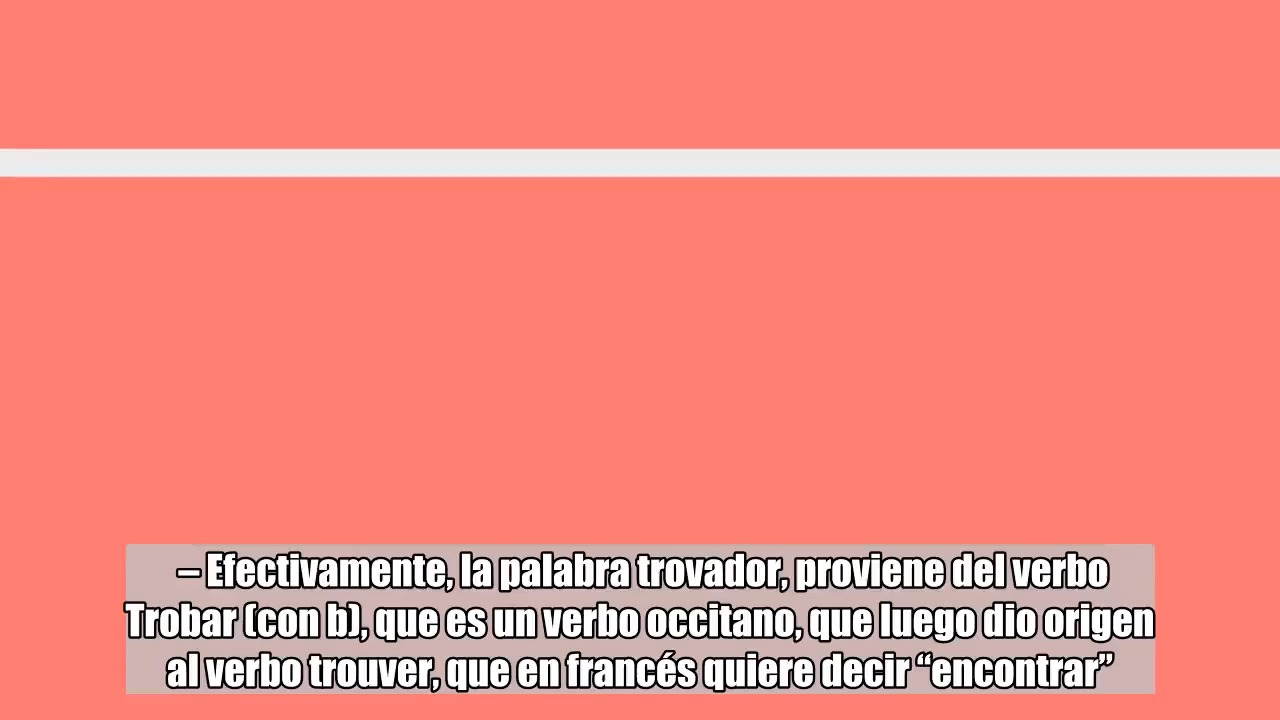 – Efectivamente, la palabra trovador, proviene del verbo
Trobar (con b), que es un verbo occitano, que luego dio origen
al verbo trouver, que en francés quiere decir “encontrar”